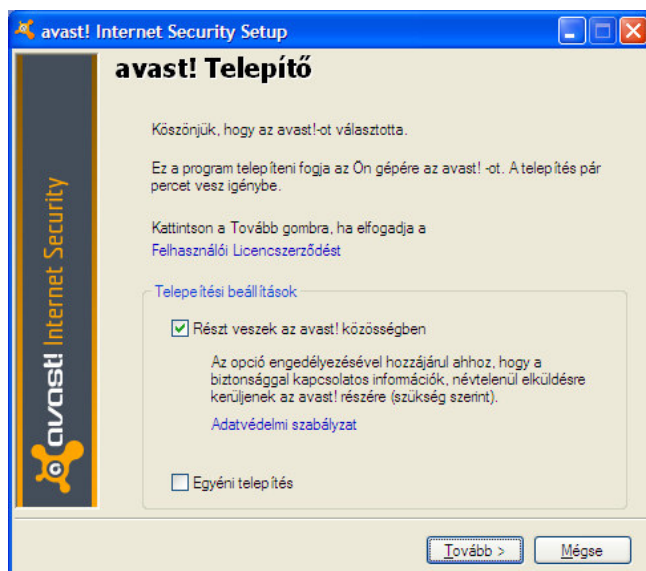 avast! Internet Security Setup
avast! Telepítő
Köszönjük, hogy az avast!-ot választotta.
Ez a program telepíteni fogja az Ön gépére az avast! -ot. A telepítés pár
percet vesz igénybe.
Kattintson a Tovább gombra, ha elfogadja a
Felhasználói Licencszerződést
Telepeítési beállítások
Részt veszek az avast! közösségben
Az opció engedélyezésével hozzájárul ahhoz, hogy a
biztonsággal kapcsolatos információk, névtelenül elküldésre
kerüljenek az avast! részére (szükség szerint).
Adatvédelmi szabályzat
Egyéni telepítés
Tovább >
Mégse
avast! Internet Security